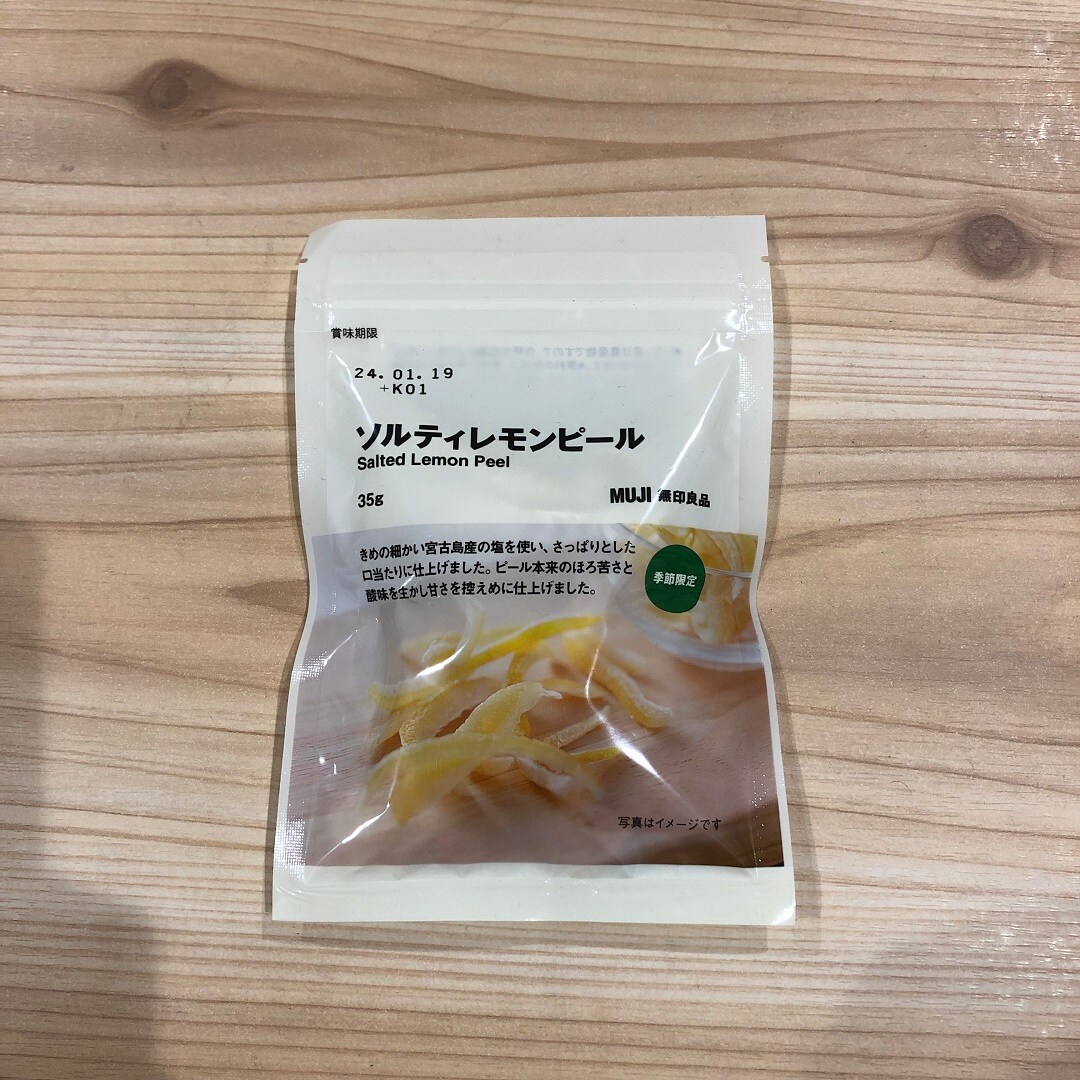 賞味期限
24.01.19
+K01
ソルティレモンピール
Salted Lemon Peel
35g
MUJI 無印良品
きめの細かい宮古島産の塩を使い、さっぱりとした
口当たりに仕上げました。ピール本来のほろ苦さと
酸味を生かし甘さを控えめに仕上げました。
季節限定
写真はイメージです